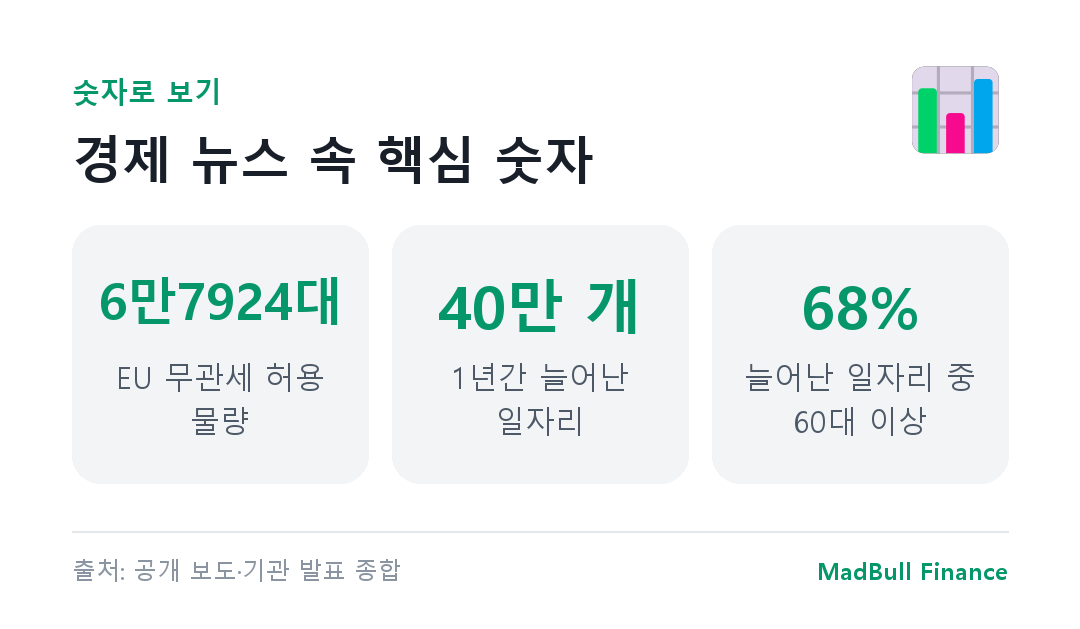 숫자로 보기
경제 뉴스 속 핵심 숫자
6만7924대
EU 무관세 허용
물량
40만 개
1년간 늘어난
일자리
68%
늘어난 일자리 중
60대 이상
출처: 공개 보도·기관 발표 종합
MadBull Finance